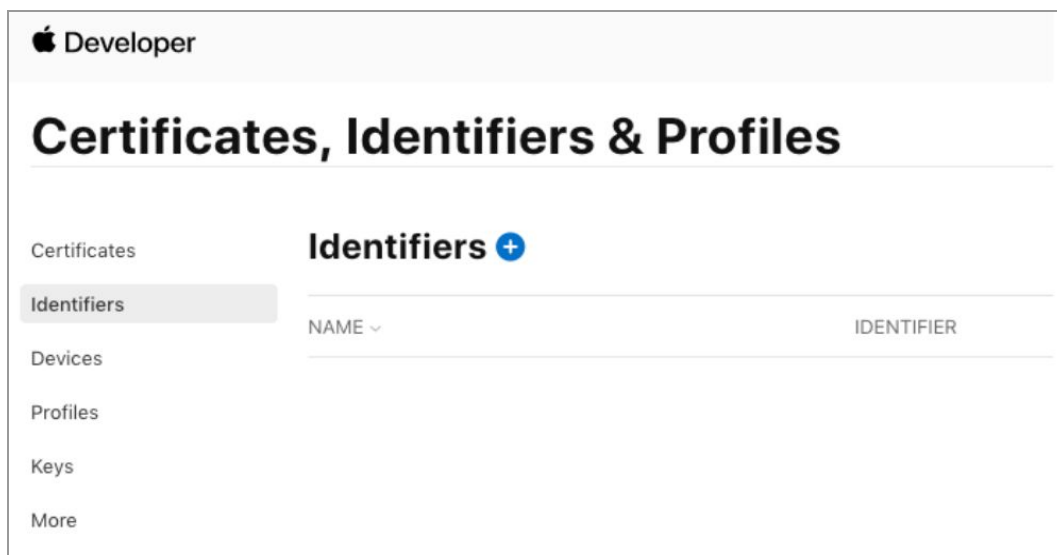 Developer
Certificates, Identifiers & Profiles
Certificates
Identifiers
Devices
Profiles
Keys
More
Identifiers
NAME
IDENTIFIER